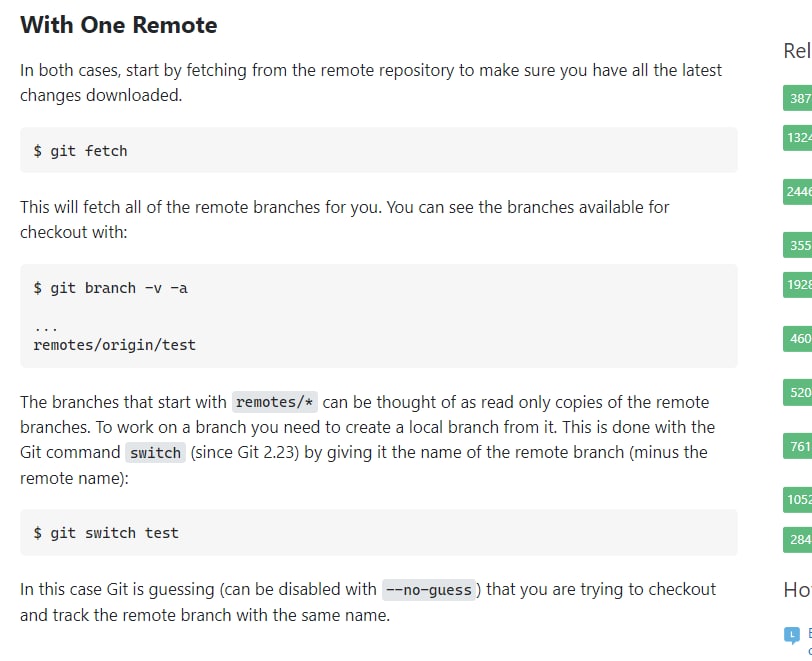 With One Remote
In both cases, start by fetching from the remote repository to make sure you have all the latest
changes downloaded.
$ git fetch
This will fetch all of the remote branches for you. You can see the branches available for
checkout with:
$ git branch -v -a
...
remotes/origin/test
The branches that start with remotes/* can be thought of as read only copies of the remote
branches. To work on a branch you need to create a local branch from it. This is done with the
Git command switch (since Git 2.23) by giving it the name of the remote branch (minus the
remote name):
$ git switch test
In this case Git is guessing (can be disabled with --no-guess) that you are trying to checkout
and track the remote branch with the same name.
Rel
387
1324
2446
355
1928
460
520
761
1052
284
Ho